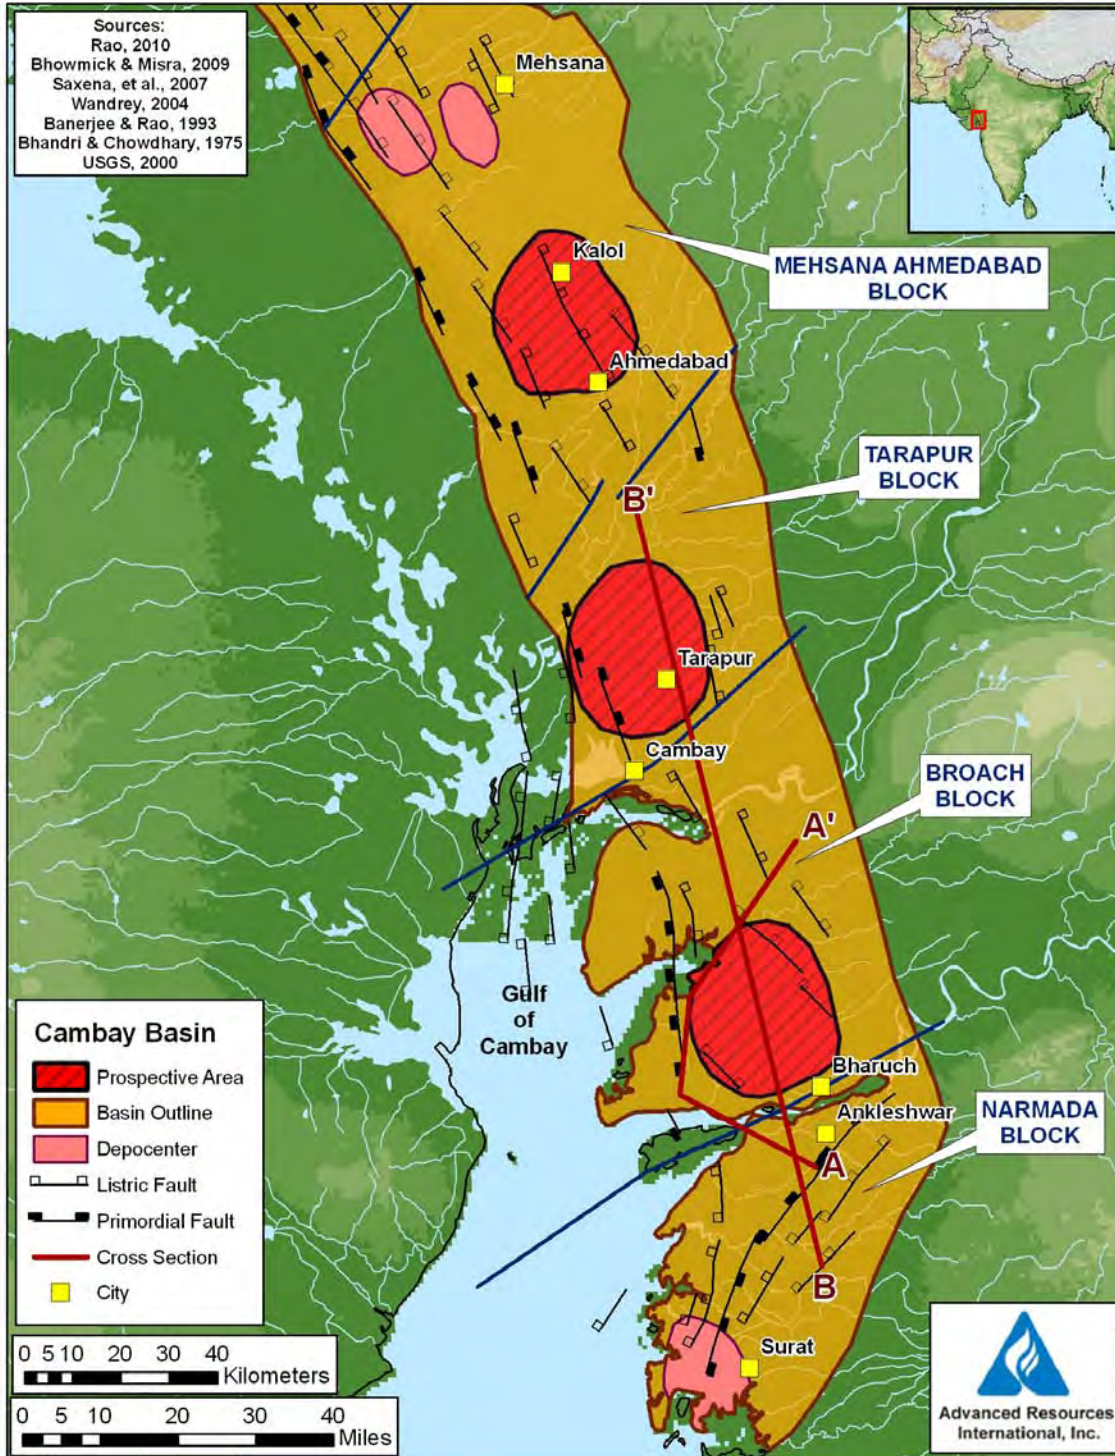 Sources:
Rao, 2010
Bhowmick & Misra, 2009
Saxena, et al., 2007
Wandrey, 2004
Banerjee & Rao, 1993
Bhandri & Chowdhary, 1975
USGS, 2000
Mehsana
Kalol
MEHSANA AHMEDABAD
BLOCK
Ahmedabad
TARAPUR
BLOCK
B'
Tarapur
Cambay
BROACH
BLOCK
A'
Gulf
of
Cambay
Bharuch
Ankleshwar
NARMADA
BLOCK
A
B
Surat
Cambay Basin
Prospective Area
Basin Outline
Depocenter
Listric Fault
Primordial Fault
Cross Section
City
0 5 10 20 30 40
Kilometers
0 5 10 20 30 40
Miles
Advanced Resources
International, Inc.